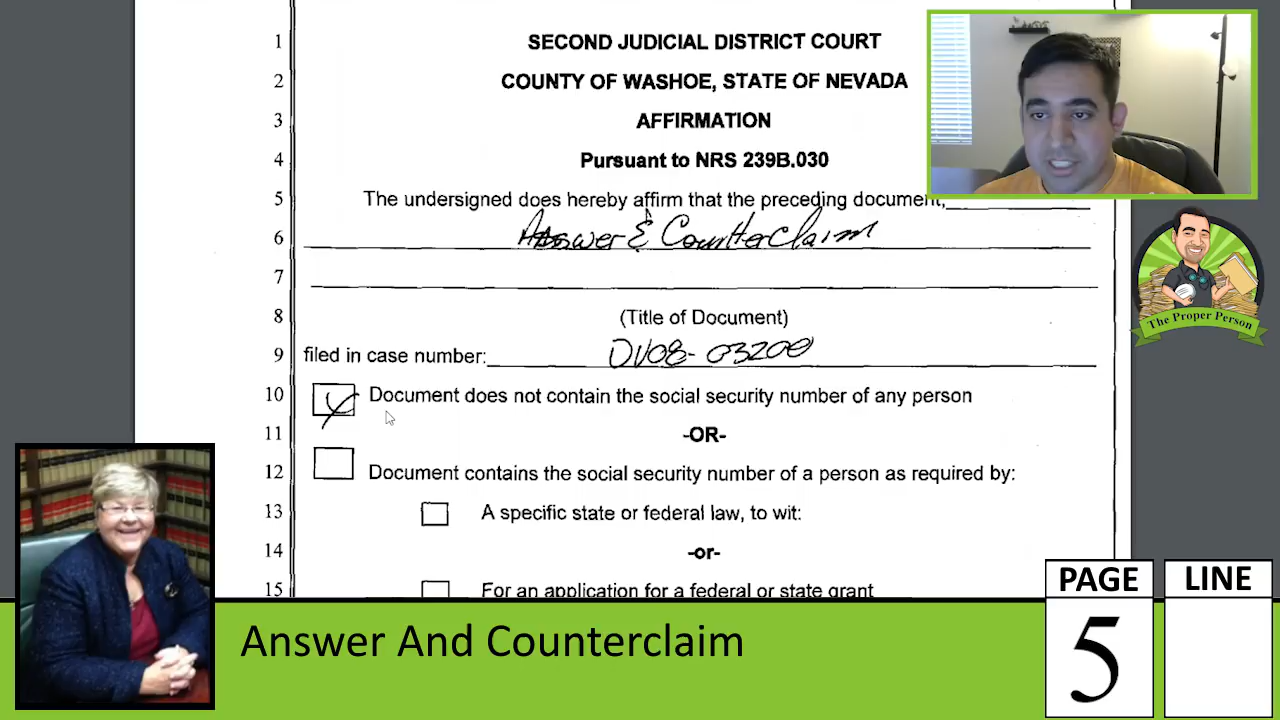 1 SECOND JUDICIAL DISTRICT COURT
2 COUNTY OF WASHOE, STATE OF NEVADA
3 AFFIRMATION
4 Pursuant to NRS 239B.030
5 The undersigned does hereby affirm that the preceding document,
6 Answer & Counterclaim
7
8 (Title of Document)
9 filed in case number: DV08-03200
10 Document does not contain the social security number of any person
11 -OR-
12 Document contains the social security number of a person as required by:
13 A specific state or federal law, to wit:
14 -or-
15 For an application for a federal or state grant
The Proper Person
Answer And Counterclaim
PAGE
5
LINE